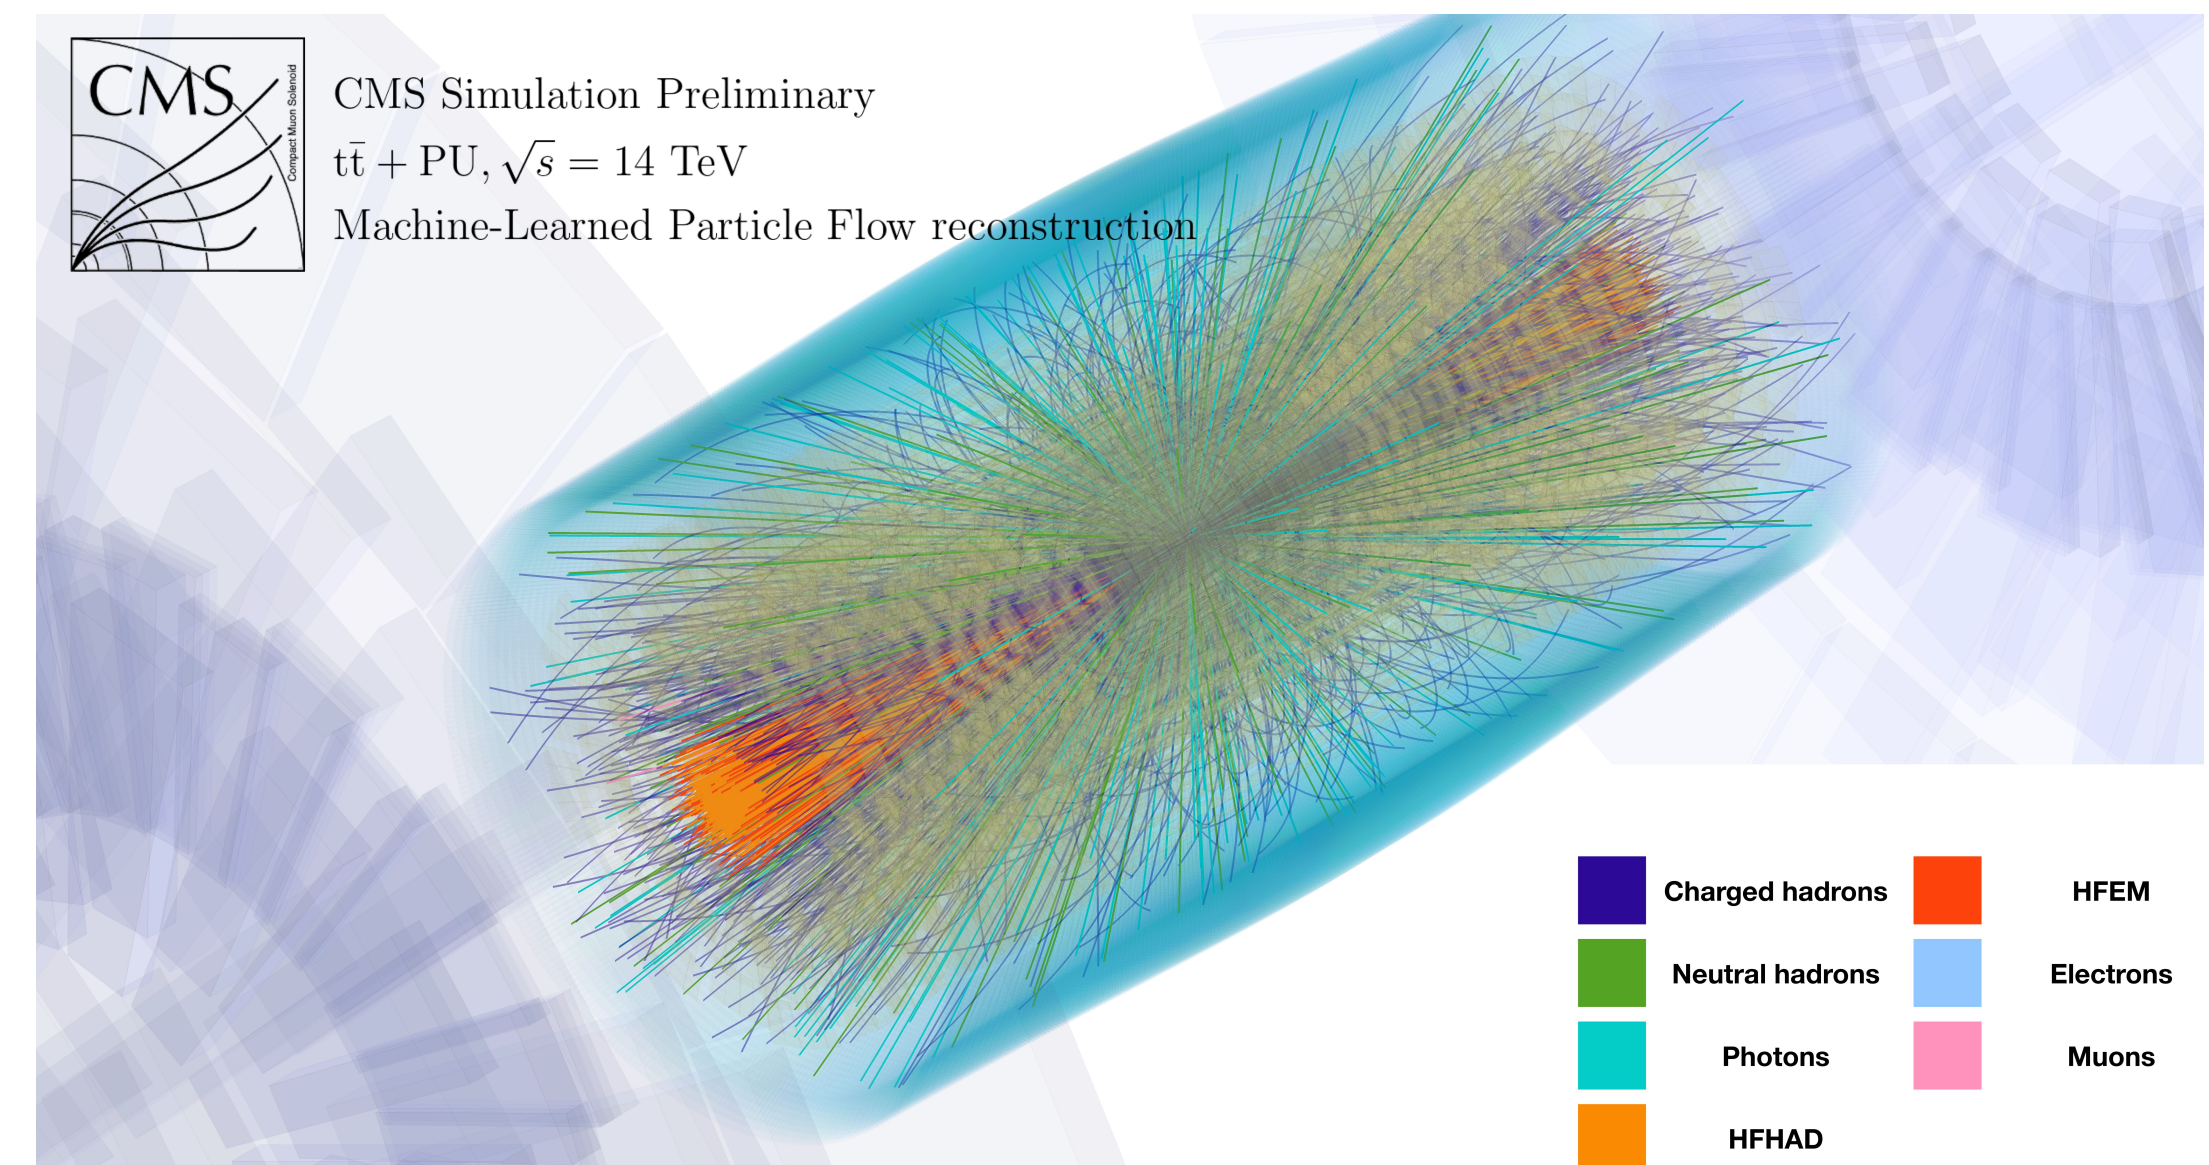 CMS
Compact Muon Solenoid
CMS Simulation Preliminary
tt̄ + PU, √s = 14 TeV
Machine-Learned Particle Flow reconstruction
Charged hadrons
HFEM
Neutral hadrons
Electrons
Photons
Muons
HFHAD